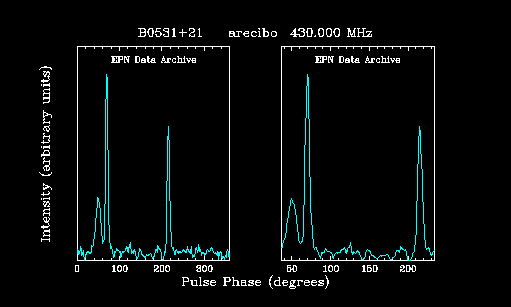 B0531+21 arecibo 430.000 MHz
EPN Data Archive EPN Data Archive
Intensity (arbitrary units)
0 100 200 300 50 100 150 200
Pulse Phase (degrees)